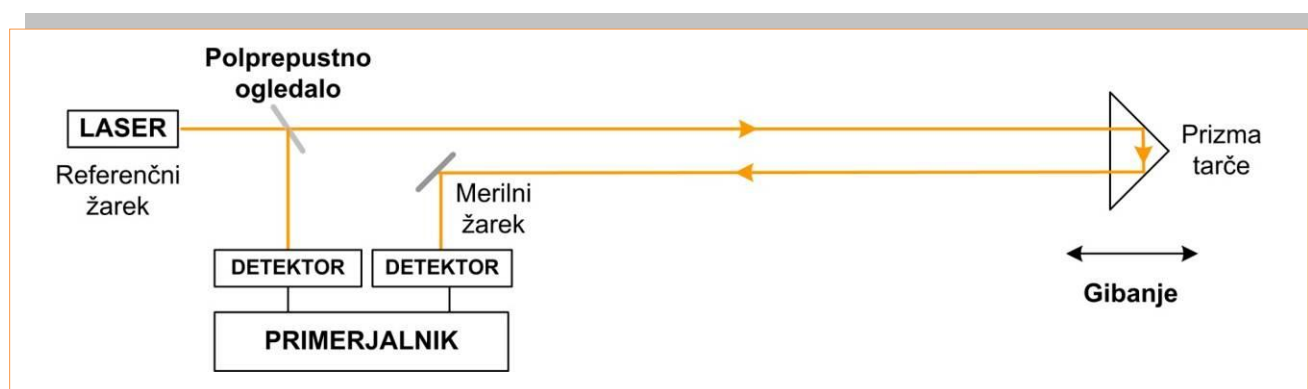 Polprepustno
ogledalo
LASER
Referenčni
žarek
Merilni
žarek
Prizma
tarče
DETEKTOR
DETEKTOR
Gibanje
PRIMERJALNIK